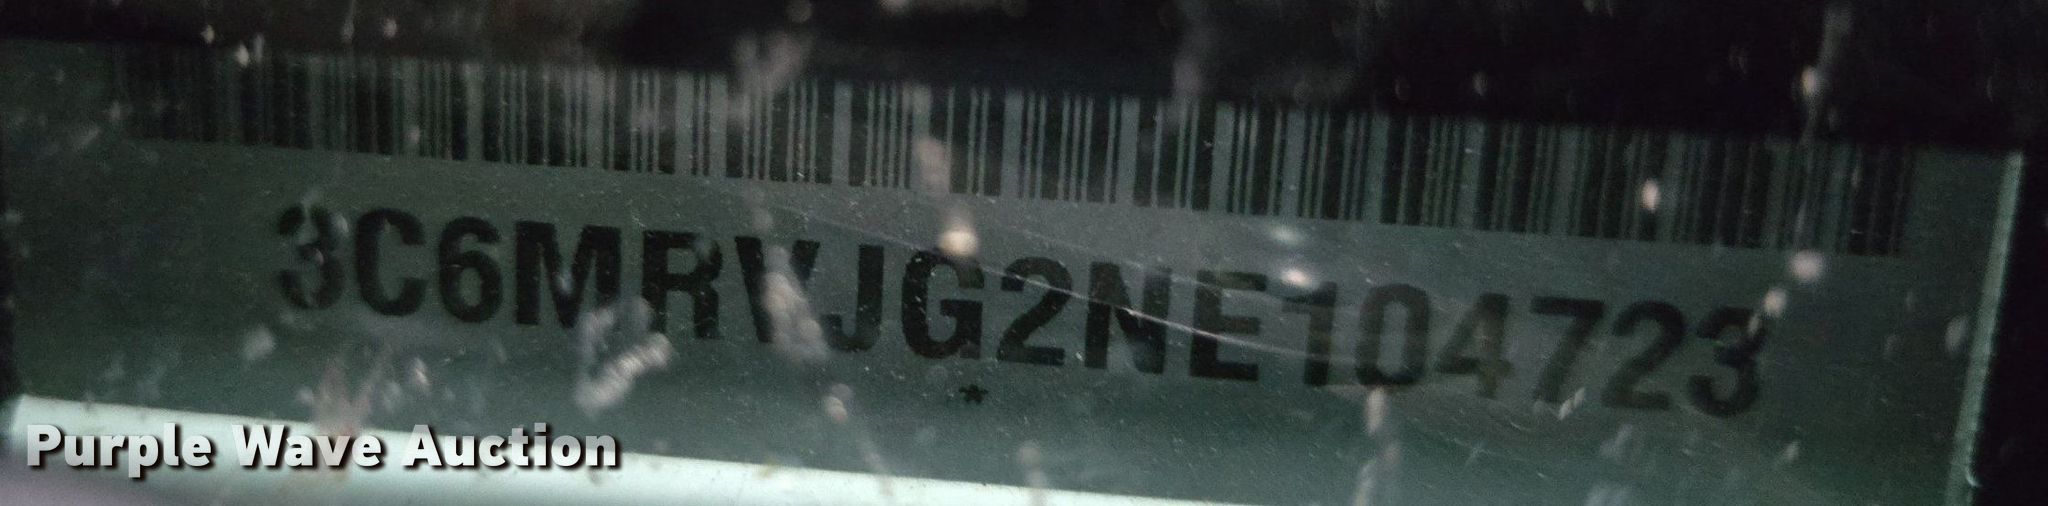 3C6MRVJG2NE104723
*
Purple Wave Auction